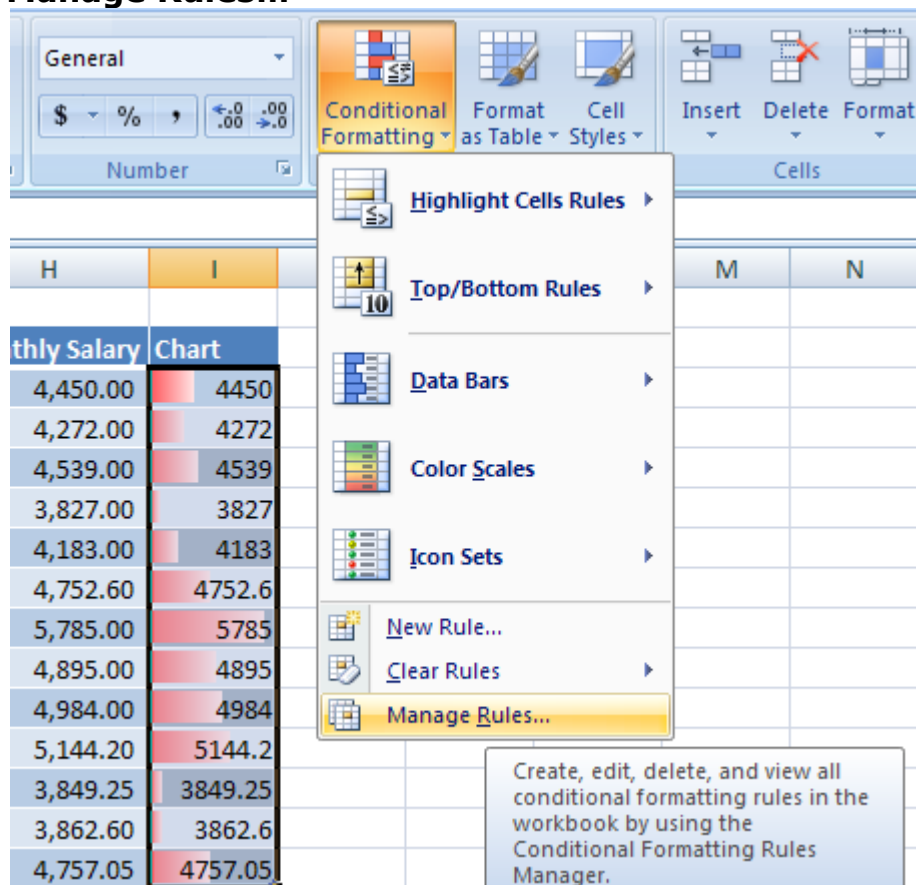 Manage Rules...
General
$ % , .0 .00 .00 .0
Conditional Formatting
Format as Table
Cell Styles
Insert Delete Format
Number
Cells
Highlight Cells Rules
Top/Bottom Rules
10
Data Bars
Color Scales
Icon Sets
New Rule...
Clear Rules
Manage Rules...
Create, edit, delete, and view all
conditional formatting rules in the
workbook by using the
Conditional Formatting Rules
Manager.
H I M N
thly Salary Chart
4,450.00 4450
4,272.00 4272
4,539.00 4539
3,827.00 3827
4,183.00 4183
4,752.60 4752.6
5,785.00 5785
4,895.00 4895
4,984.00 4984
5,144.20 5144.2
3,849.25 3849.25
3,862.60 3862.6
4,757.05 4757.05